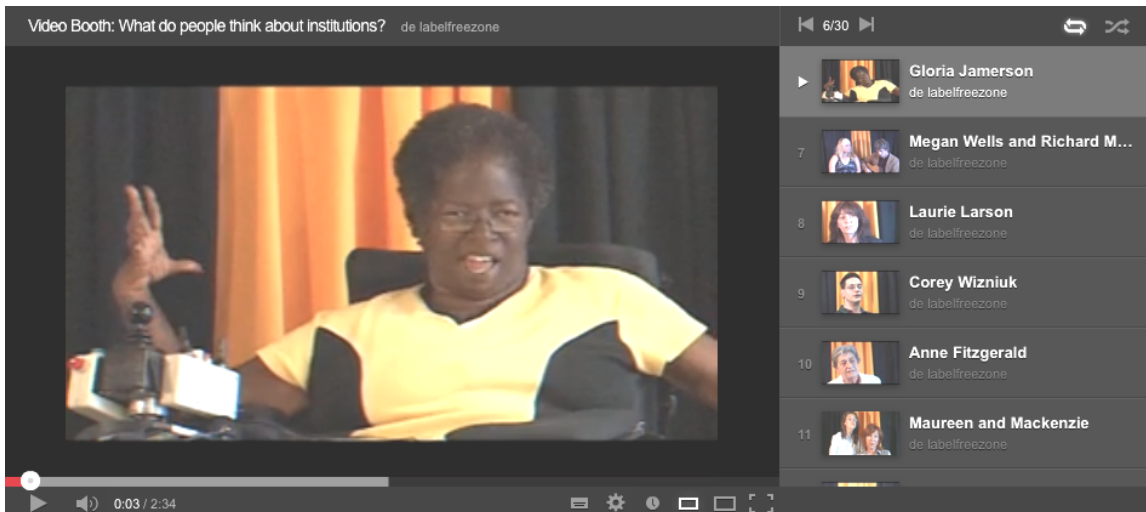 Video Booth: What do people think about institutions? de labelfreezone
6/30
Gloria Jamerson
de labelfreezone
7
Megan Wells and Richard M...
de labelfreezone
8
Laurie Larson
de labelfreezone
9
Corey Wizniuk
de labelfreezone
10
Anne Fitzgerald
de labelfreezone
11
Maureen and Mackenzie
de labelfreezone
0:03 / 2:34